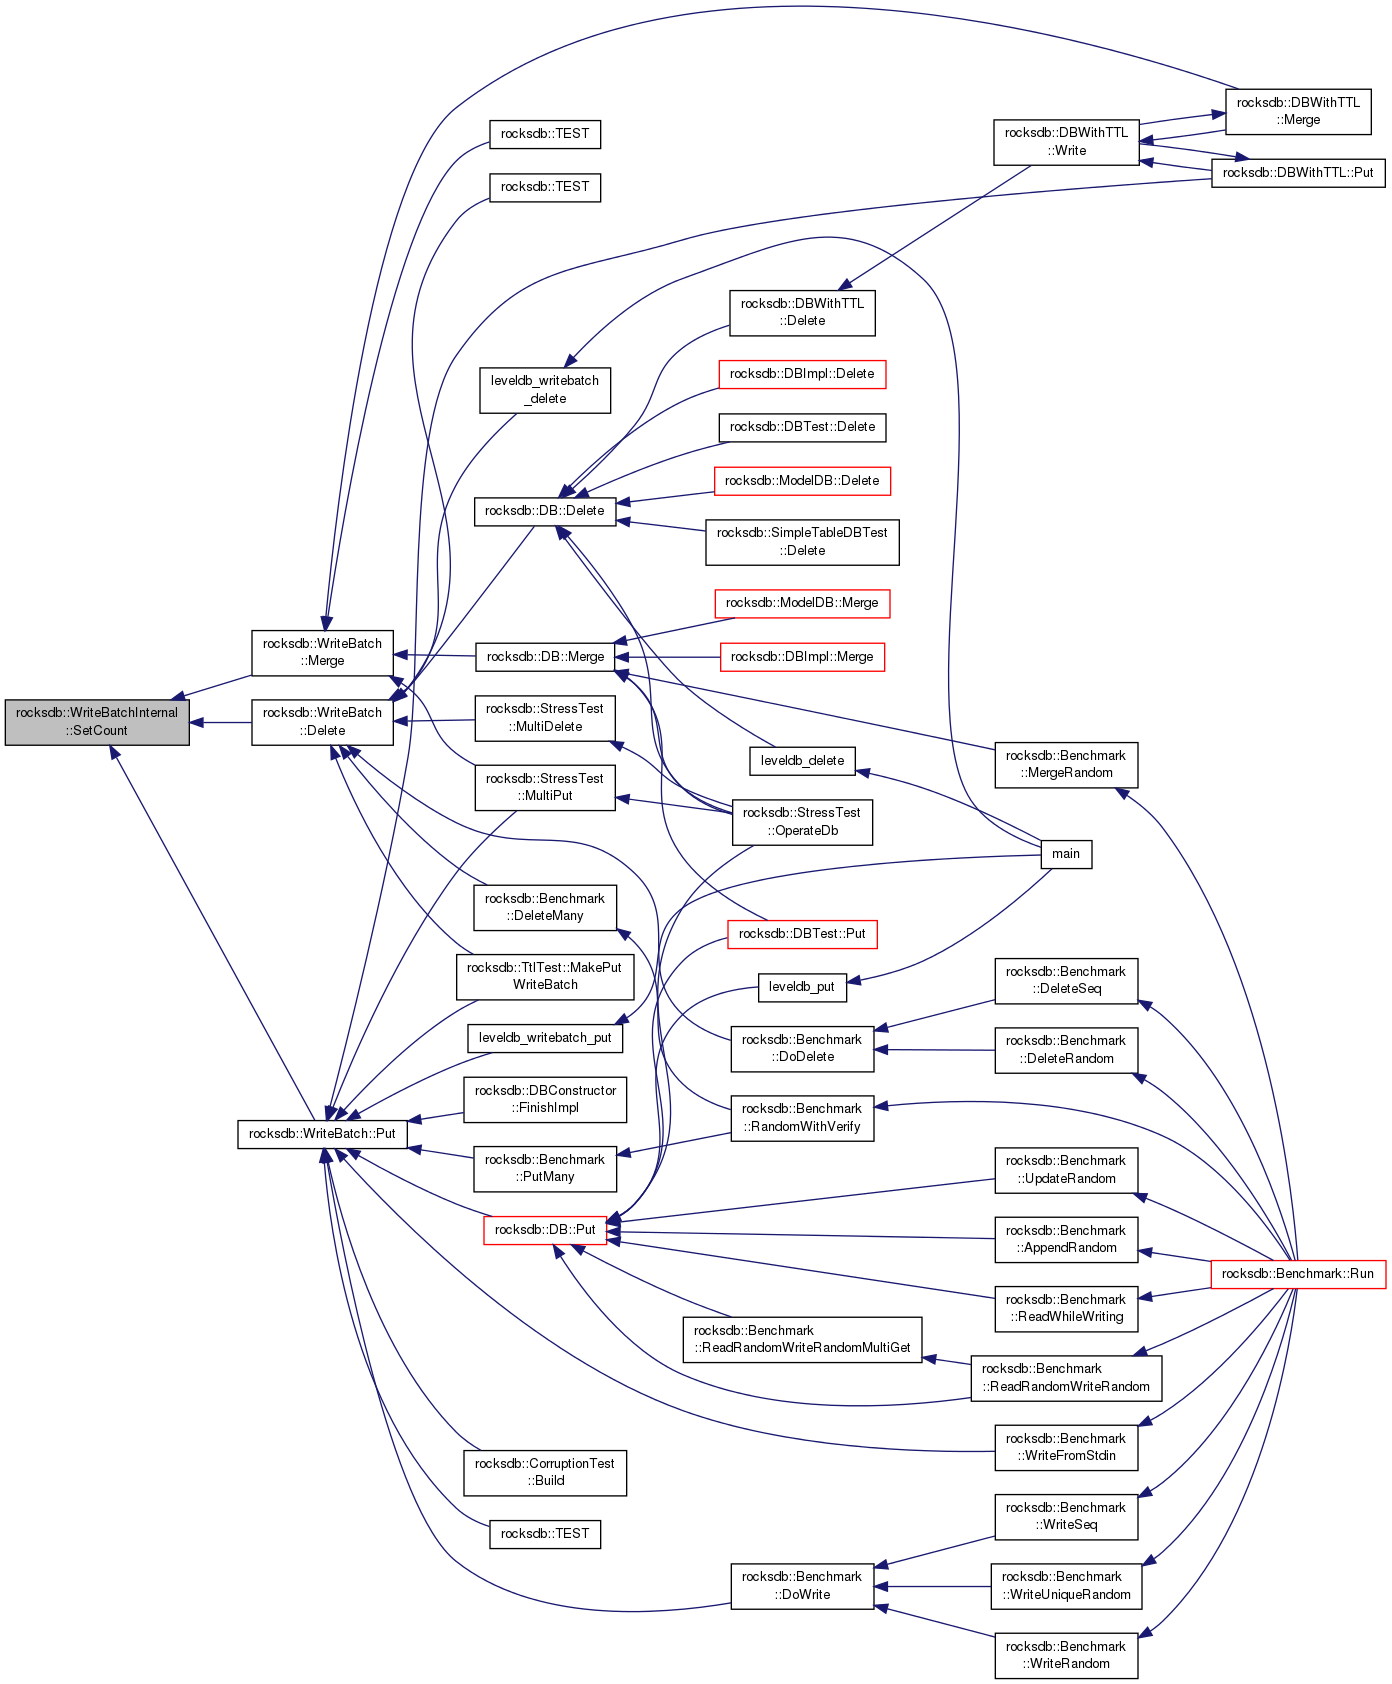 rocksdb::DBWithTTL
::Merge
rocksdb::TEST
rocksdb::DBWithTTL
::Write
rocksdb::DBWithTTL::Put
rocksdb::TEST
rocksdb::DBWithTTL
::Delete
rocksdb::DBImpl::Delete
leveldb_writebatch
_delete
rocksdb::DBTest::Delete
rocksdb::ModelDB::Delete
rocksdb::DB::Delete
rocksdb::SimpleTableDBTest
::Delete
rocksdb::ModelDB::Merge
rocksdb::WriteBatch
::Merge
rocksdb::DB::Merge
rocksdb::DBImpl::Merge
rocksdb::WriteBatchInternal
::SetCount
rocksdb::WriteBatch
::Delete
rocksdb::StressTest
::MultiDelete
leveldb_delete
rocksdb::Benchmark
::MergeRandom
rocksdb::StressTest
::MultiPut
rocksdb::StressTest
::OperateDb
main
rocksdb::Benchmark
::DeleteMany
rocksdb::DBTest::Put
rocksdb::TtlTest::MakePut
WriteBatch
leveldb_put
rocksdb::Benchmark
::DeleteSeq
leveldb_writebatch_put
rocksdb::Benchmark
::DoDelete
rocksdb::Benchmark
::DeleteRandom
rocksdb::DBConstructor
::FinishImpl
rocksdb::Benchmark
::RandomWithVerify
rocksdb::WriteBatch::Put
rocksdb::Benchmark
::PutMany
rocksdb::Benchmark
::UpdateRandom
rocksdb::DB::Put
rocksdb::Benchmark
::AppendRandom
rocksdb::Benchmark::Run
rocksdb::Benchmark
::ReadWhileWriting
rocksdb::Benchmark
::ReadRandomWriteRandomMultiGet
rocksdb::Benchmark
::ReadRandomWriteRandom
rocksdb::Benchmark
::WriteFromStdin
rocksdb::CorruptionTest
::Build
rocksdb::Benchmark
::WriteSeq
rocksdb::TEST
rocksdb::Benchmark
::DoWrite
rocksdb::Benchmark
::WriteUniqueRandom
rocksdb::Benchmark
::WriteRandom